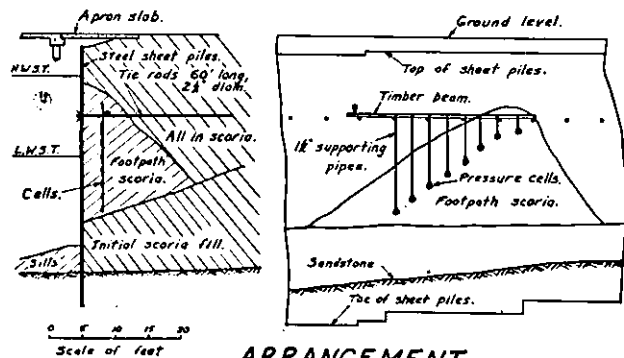 Apron slab.
Steel sheet piles.
H.W.S.T.
Tie rods 60' long,
2¼" diam.
All in scoria.
L.W.S.T.
Footpath
scoria.
Cells.
Initial scoria fill.
Sills
0 5 10 15 20
Scale of feet
Ground level.
Top of sheet piles.
Timber beam.
supporting
pipes.
Pressure cells.
Footpath scoria.
Sandstone
Toe of sheet piles.
ARRANGEMENT